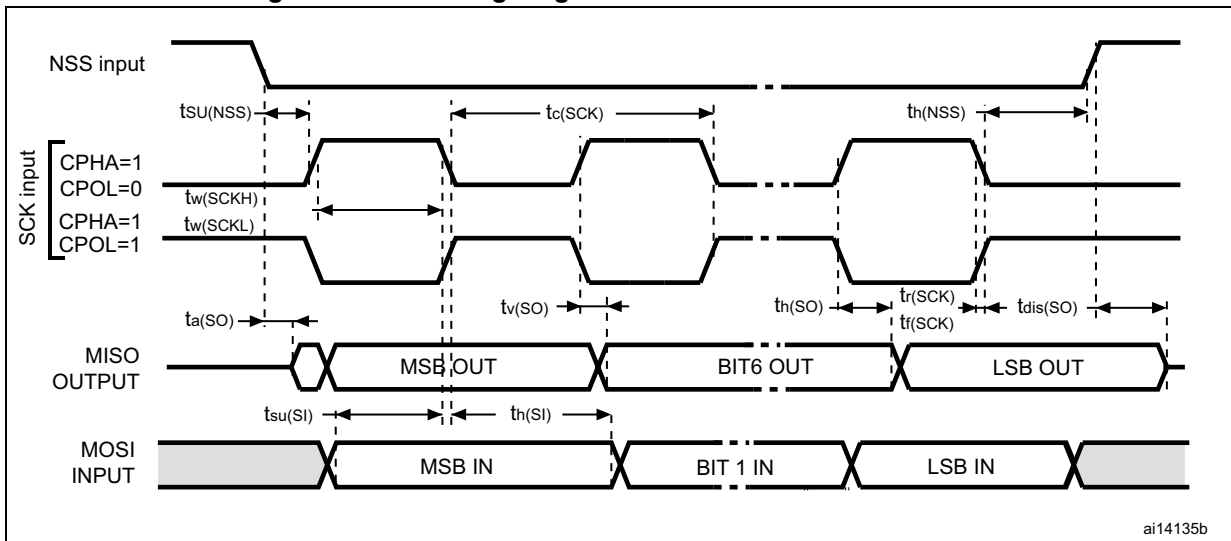 NSS input
tSU(NSS)
tc(SCK)
th(NSS)
SCK input
CPHA=1
CPOL=0
tw(SCKH)
CPHA=1
tw(SCKL)
CPOL=1
ta(SO)
tv(SO)
th(SO)
tr(SCK)
tf(SCK)
tdis(SO)
MISO
OUTPUT
MSB OUT
BIT6 OUT
LSB OUT
tsu(SI)
th(SI)
MOSI
INPUT
MSB IN
BIT 1 IN
LSB IN
ai14135b